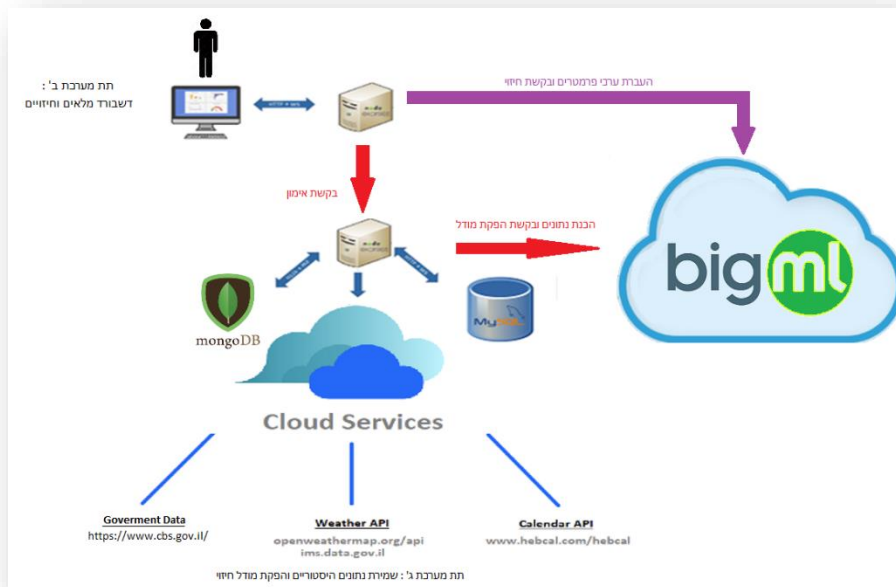 תת מערכת ב' :
דשבורד מלאים וחיזויים
העברת ערכי פרמטרים ובקשת חיזוי
בקשת אימון
הבנת נתונים ובקשת הפקת מודל
bigml
mongoDB
MySQL
Cloud Services
Goverment Data
https://www.cbs.gov.il/
Weather API
openweathermap.org/api
ims.data.gov.il
Calendar API
www.hebcal.com/hebcal
תת מערכת ג' : שמירת נתונים היסטוריים והפקת מודל חיזוי